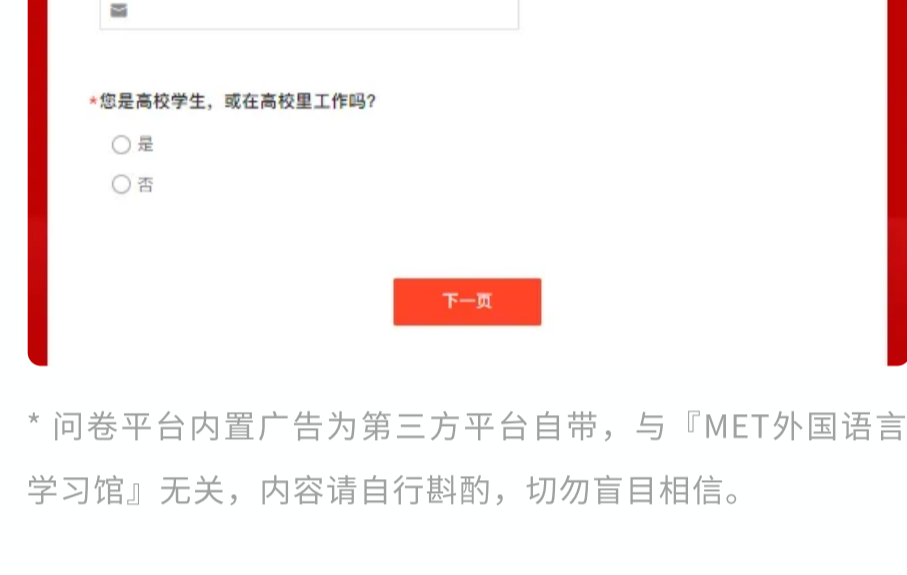 *您是高校学生，或在高校里工作吗?
是
否
下一页
* 问卷平台内置广告为第三方平台自带，与『MET外国语言
学习馆』无关，内容请自行斟酌，切勿盲目相信。